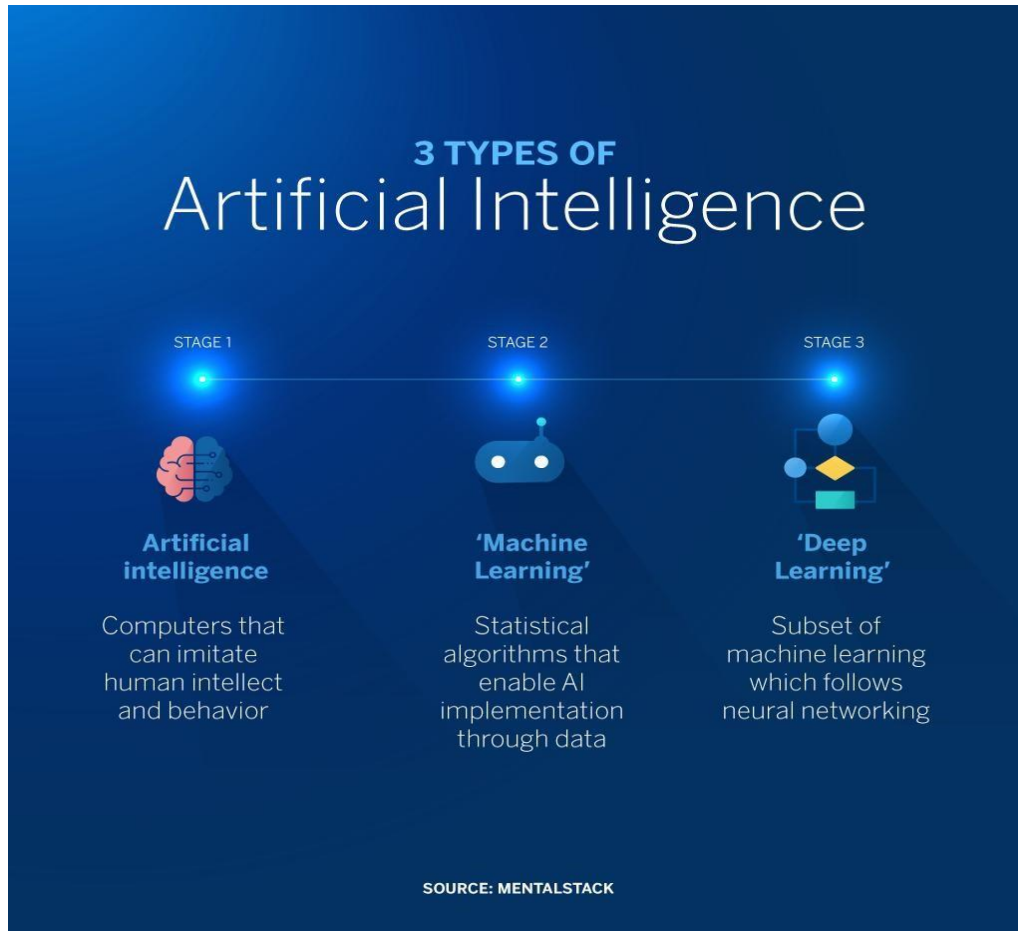 3 TYPES OF
Artificial Intelligence
STAGE 1
STAGE 2
STAGE 3
Artificial
intelligence
Computers that
can imitate
human intellect
and behavior
‘Machine
Learning’
Statistical
algorithms that
enable AI
implementation
through data
‘Deep
Learning’
Subset of
machine learning
which follows
neural networking
SOURCE: MENTALSTACK